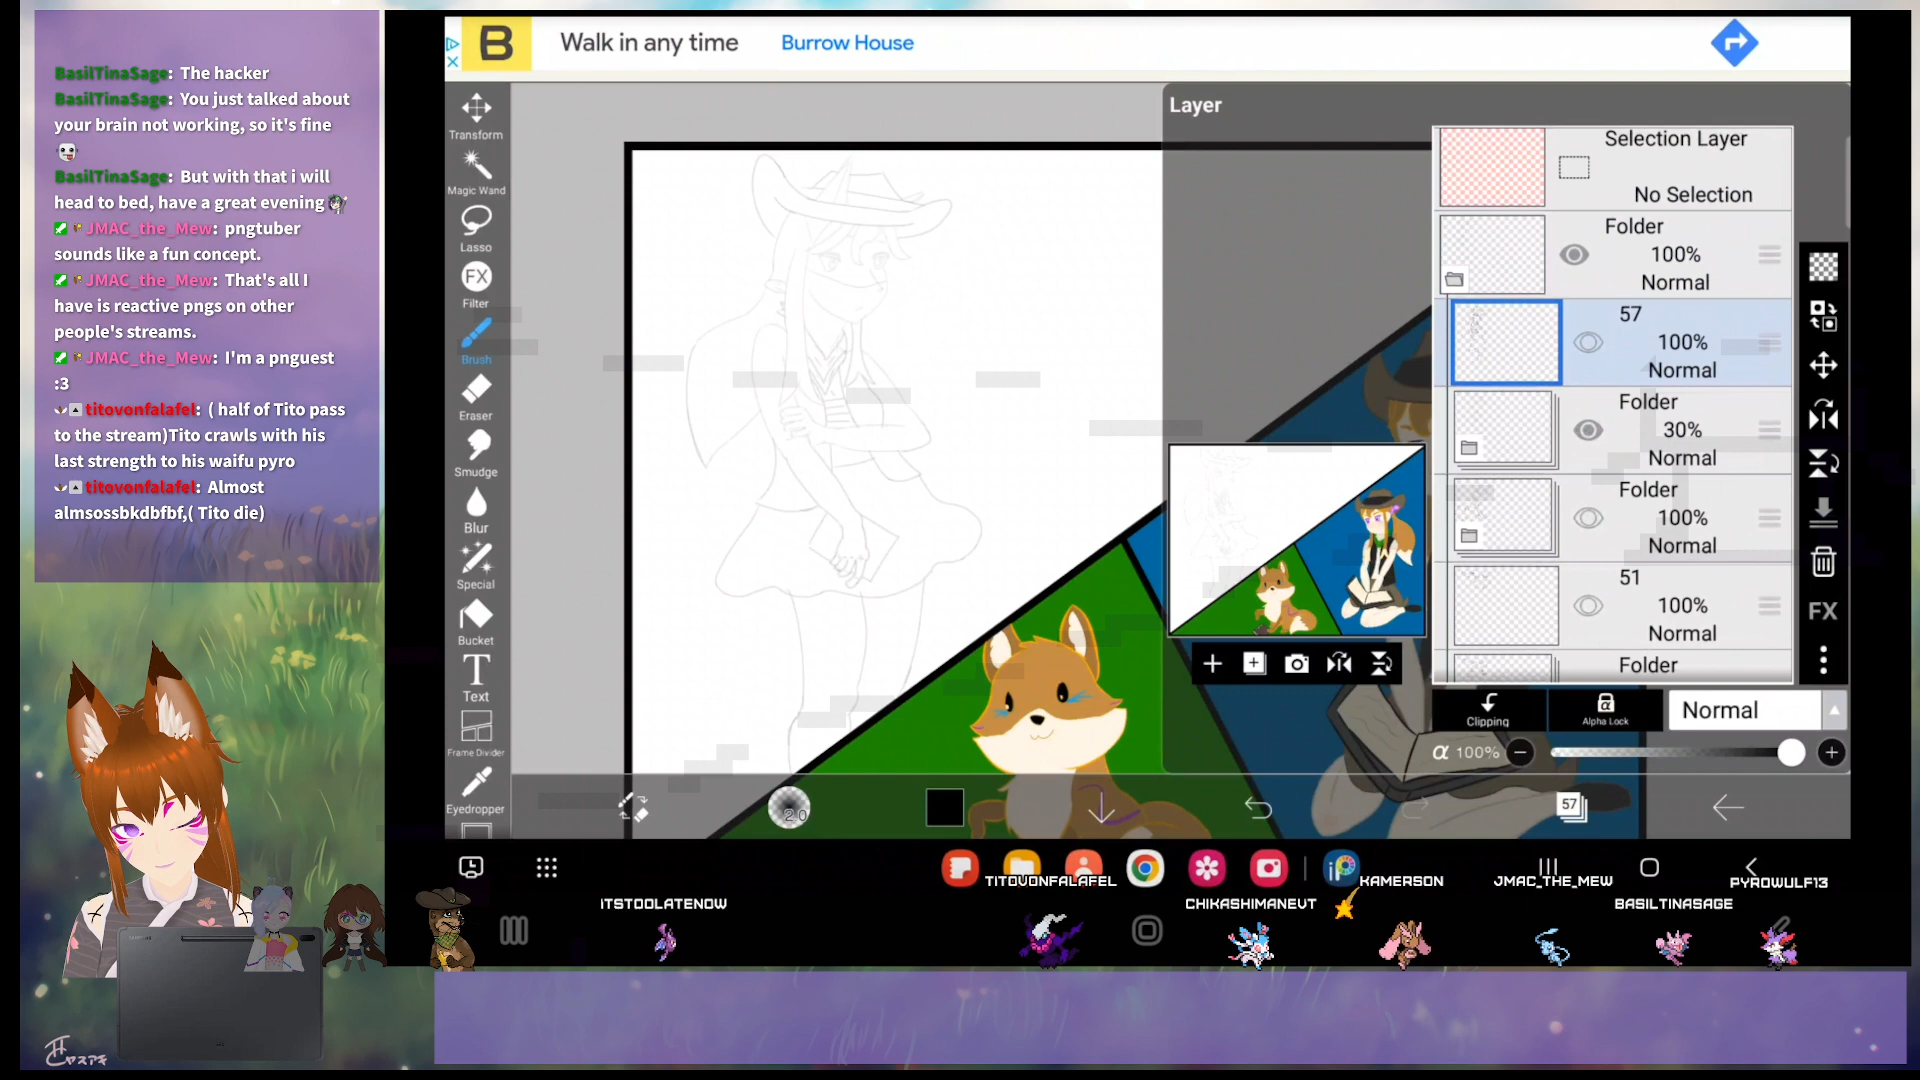 BasilTinaSage: The hacker
BasilTinaSage: You just talked about
your brain not working, so it's fine
BasilTinaSage: But with that i will
head to bed, have a great evening
JMAC_the_Mew: pngtuber
sounds like a fun concept.
JMAC_the_Mew: That's all I
have is reactive pngs on other
people's streams.
JMAC_the_Mew: I'm a pnguest
:3
titovonfalafel: ( half of Tito pass
to the stream)Tito crawls with his
last strength to his waifu pyro
titovonfalafel: Almost
almsossbkdbfbf,( Tito die)
B
Walk in any time
Burrow House
Transform
Magic Wand
Lasso
FX
Filter
Brush
Eraser
Smudge
Blur
Special
Bucket
T
Text
Frame Divider
Eyedropper
Layer
Selection Layer
No Selection
Folder
100%
Normal
57
100%
Normal
Folder
30%
Normal
Folder
100%
Normal
51
100%
Normal
Folder
FX
Clipping
Alpha Lock
Normal
α 100%
2.0
57
TITOVONFALAFEL
KAMERSON
JMAC_THE_MEW
PYROWULF13
ITSTOOLATENOW
CHIKASHIMANEVT
BASILTINASAGE
SAMSUNG